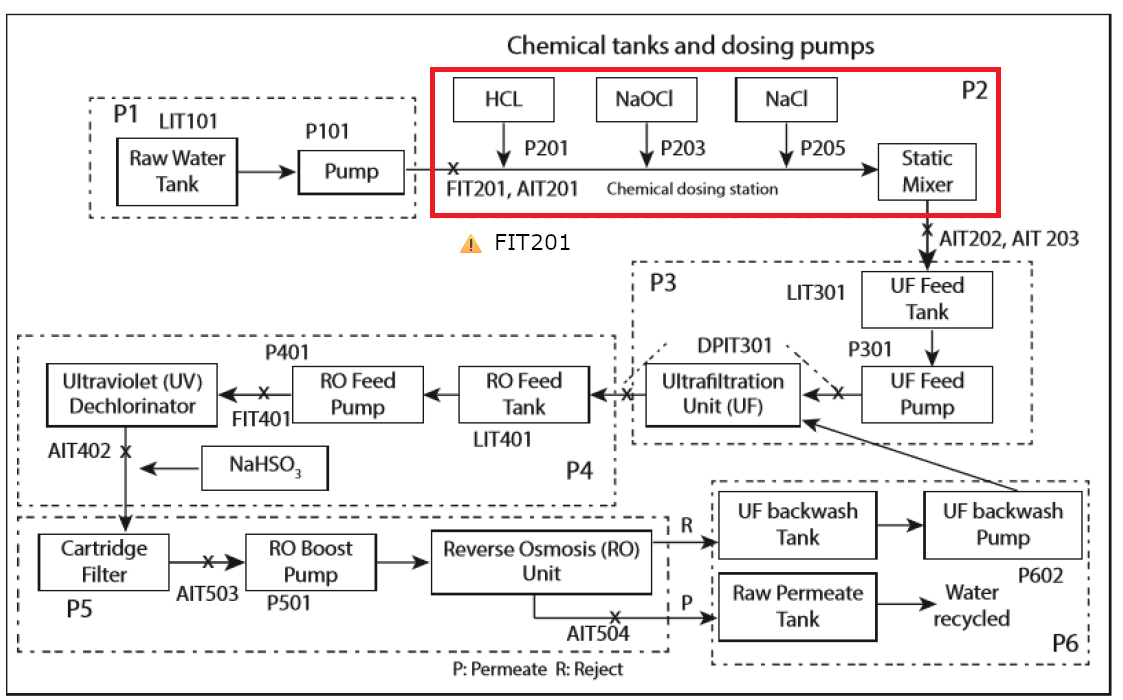 Chemical tanks and dosing pumps
P1
LIT101
Raw Water
Tank
P101
Pump
P2
HCL
NaOCl
NaCl
P201
P203
P205
FIT201, AIT201
Chemical dosing station
Static
Mixer
⚠ FIT201
AIT202, AIT 203
P3
LIT301
UF Feed
Tank
DPIT301
P301
Ultrafiltration
Unit (UF)
UF Feed
Pump
P401
Ultraviolet (UV)
Dechlorinator
RO Feed
Pump
RO Feed
Tank
FIT401
LIT401
AIT402
NaHSO₃
P4
Cartridge
Filter
RO Boost
Pump
Reverse Osmosis (RO)
Unit
AIT503
P501
P5
AIT504
R
P
UF backwash
Tank
UF backwash
Pump
P602
Raw Permeate
Tank
Water
recycled
P6
P: Permeate R: Reject